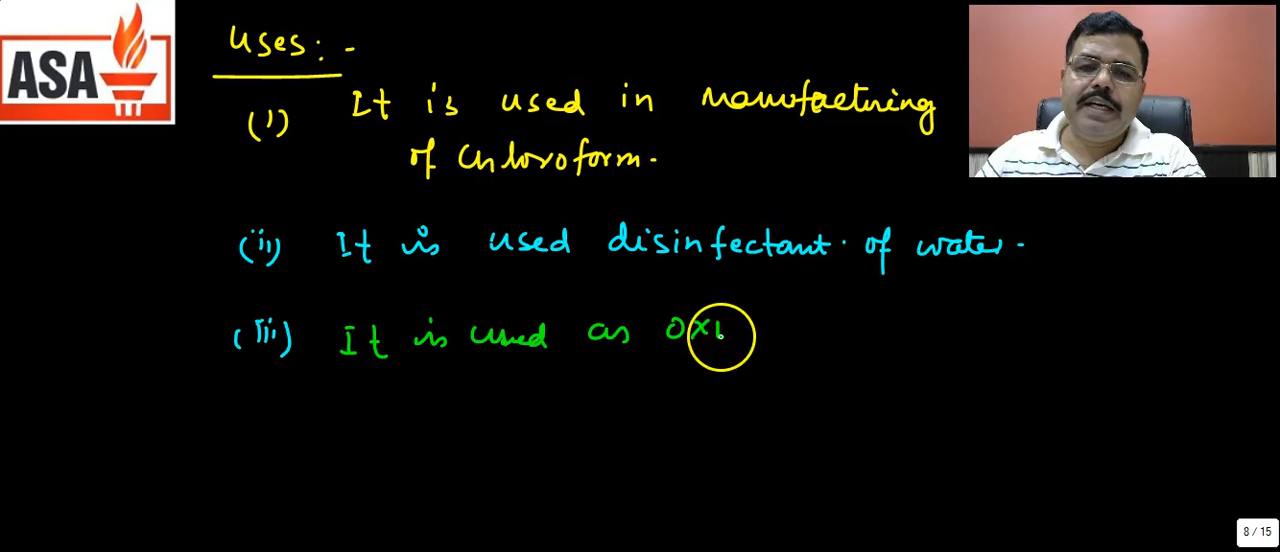 ASA
Uses:-
(i) It is used in manufacturing
of Chloroform.
(ii) It is used disinfectant. of water.
(iii) It is used as oxi
8 / 15